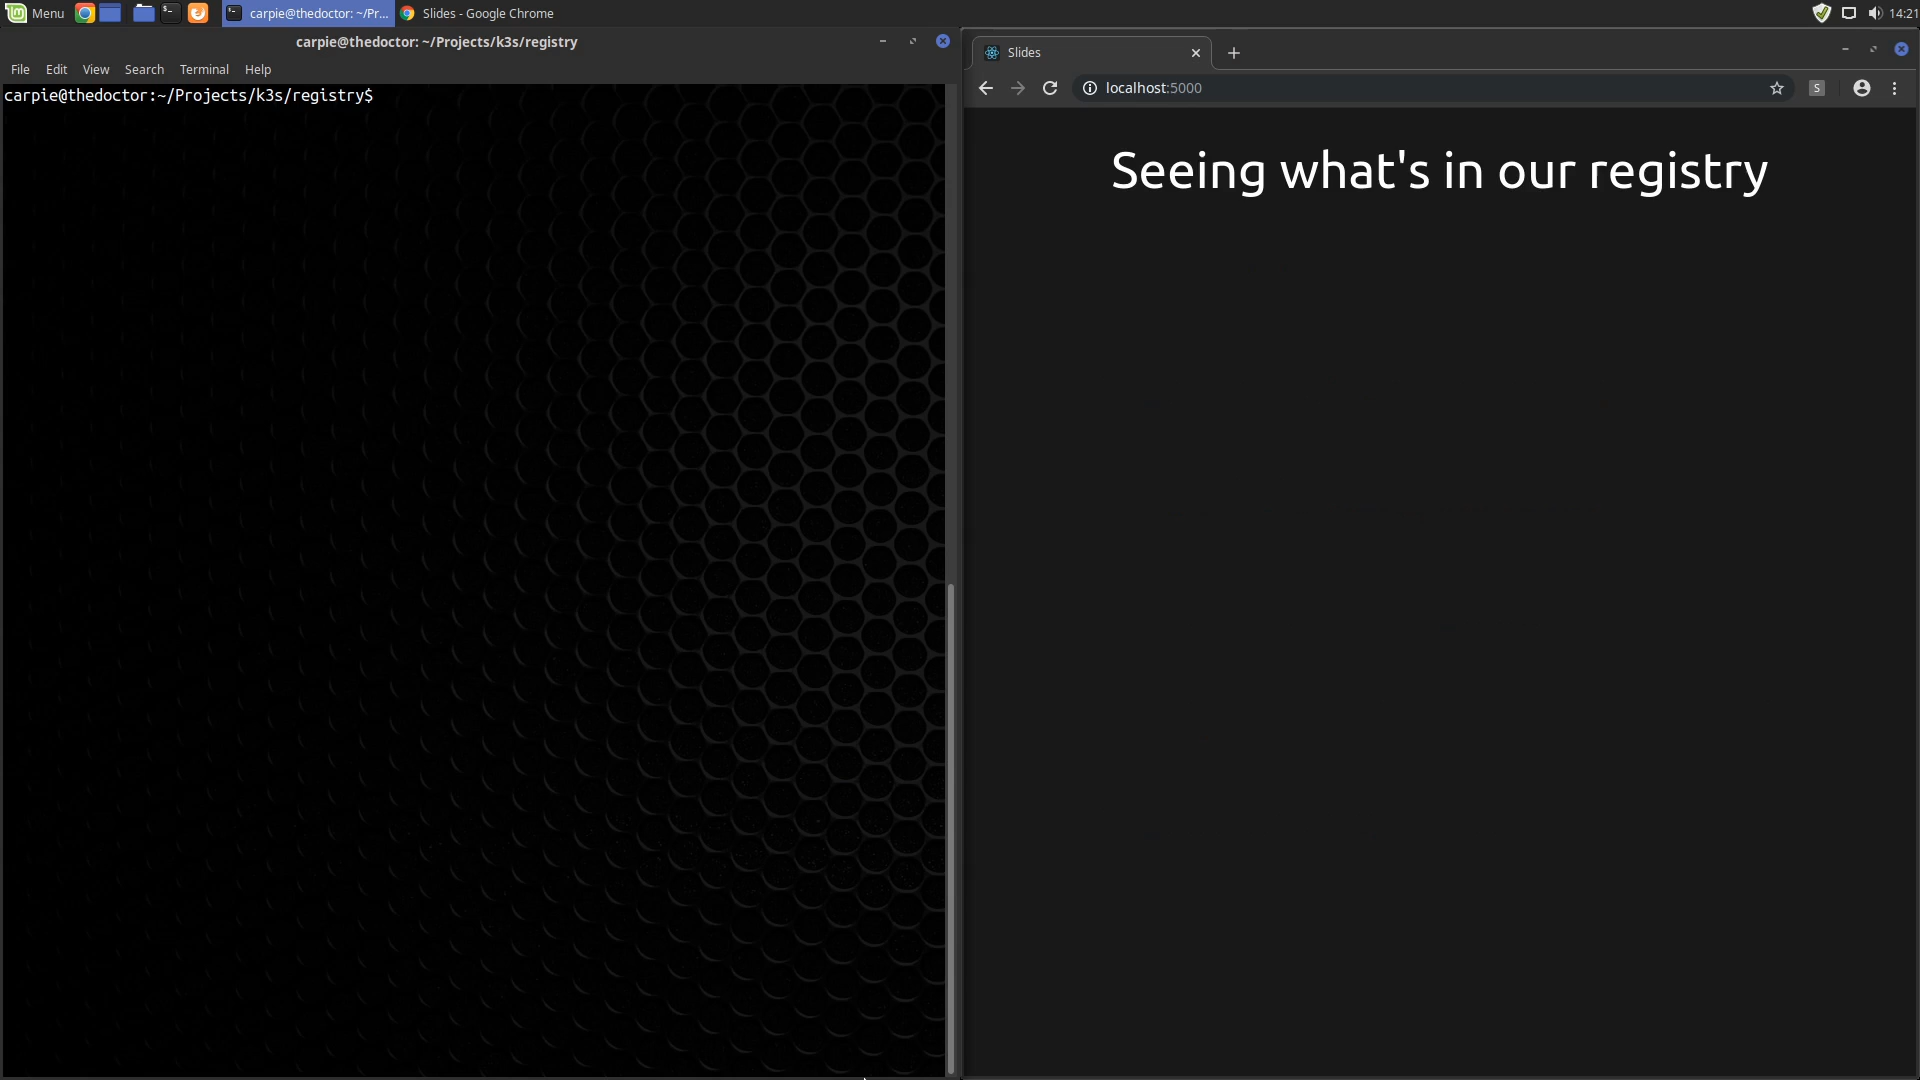 Menu
carpie@thedoctor: ~/Pr...
Slides - Google Chrome
14:21
carpie@thedoctor: ~/Projects/k3s/registry
File Edit View Search Terminal Help
carpie@thedoctor:~/Projects/k3s/registry$
Slides
localhost:5000
S
Seeing what's in our registry